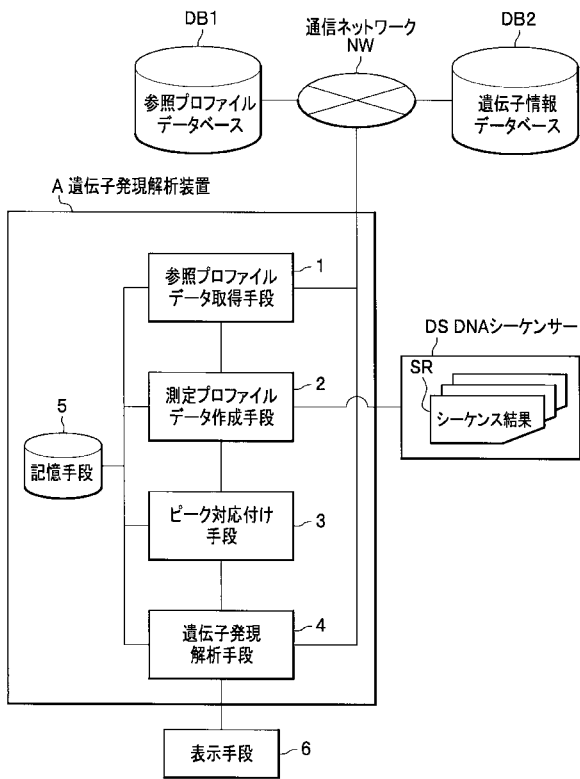 DB1
通信ネットワーク
NW
DB2
参照プロファイル
データベース
遺伝子情報
データベース
A 遺伝子発現解析装置
1
参照プロファイル
データ取得手段
DS DNAシーケンサー
SR
シーケンス結果
2
測定プロファイル
データ作成手段
5
記憶手段
ピーク対応付け
手段
3
4
遺伝子発現
解析手段
表示手段
6